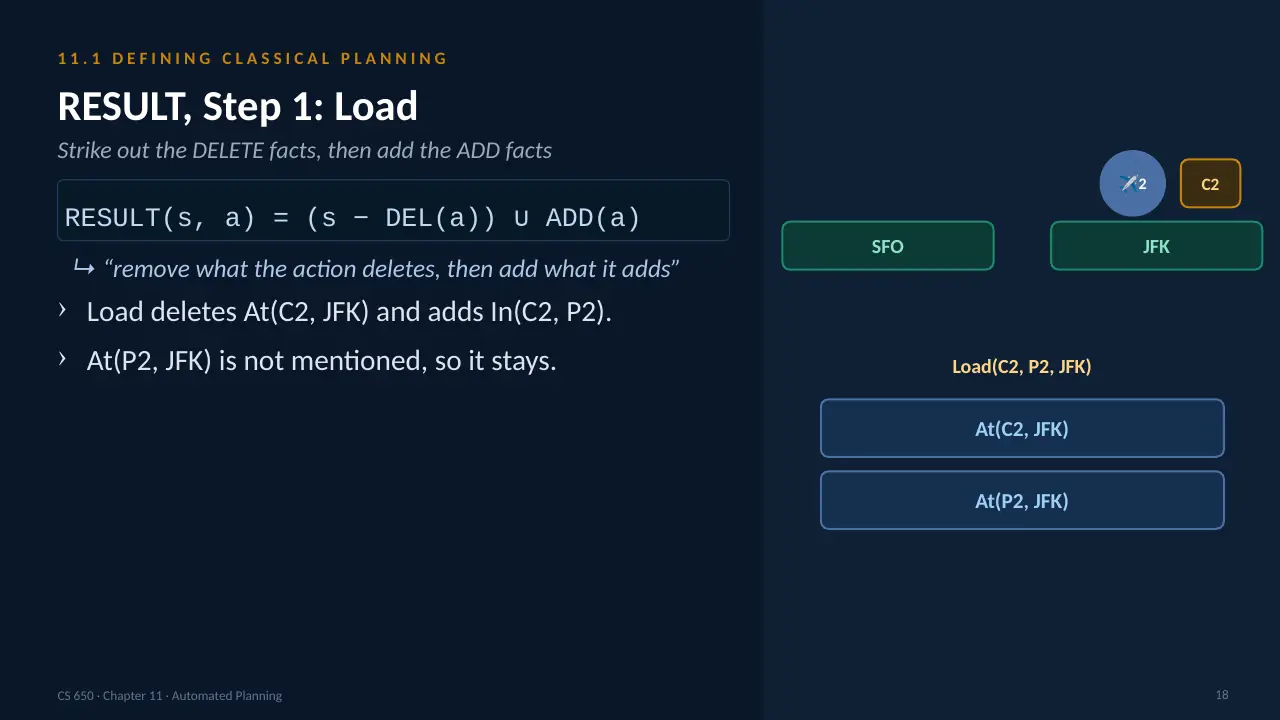 11.1 DEFINING CLASSICAL PLANNING
RESULT, Step 1: Load
Strike out the DELETE facts, then add the ADD facts
RESULT(s, a) = (s − DEL(a)) ∪ ADD(a)
↪ “remove what the action deletes, then add what it adds”
› Load deletes At(C2, JFK) and adds In(C2, P2).
› At(P2, JFK) is not mentioned, so it stays.
✈2
C2
SFO
JFK
Load(C2, P2, JFK)
At(C2, JFK)
At(P2, JFK)
CS 650 · Chapter 11 · Automated Planning
18